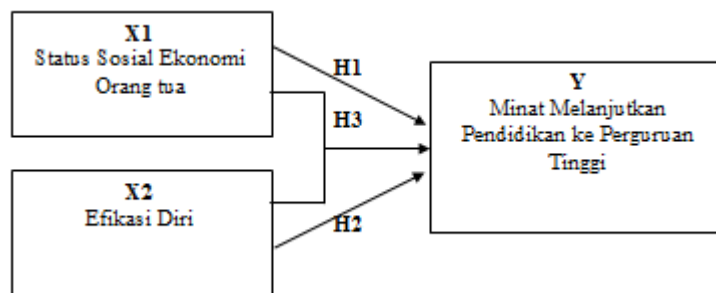 X1
Status Sosial Ekonomi
Orang tua
H1
Y
Minat Melanjutkan
Pendidikan ke Perguruan
Tinggi
H3
X2
Efikasi Diri
H2